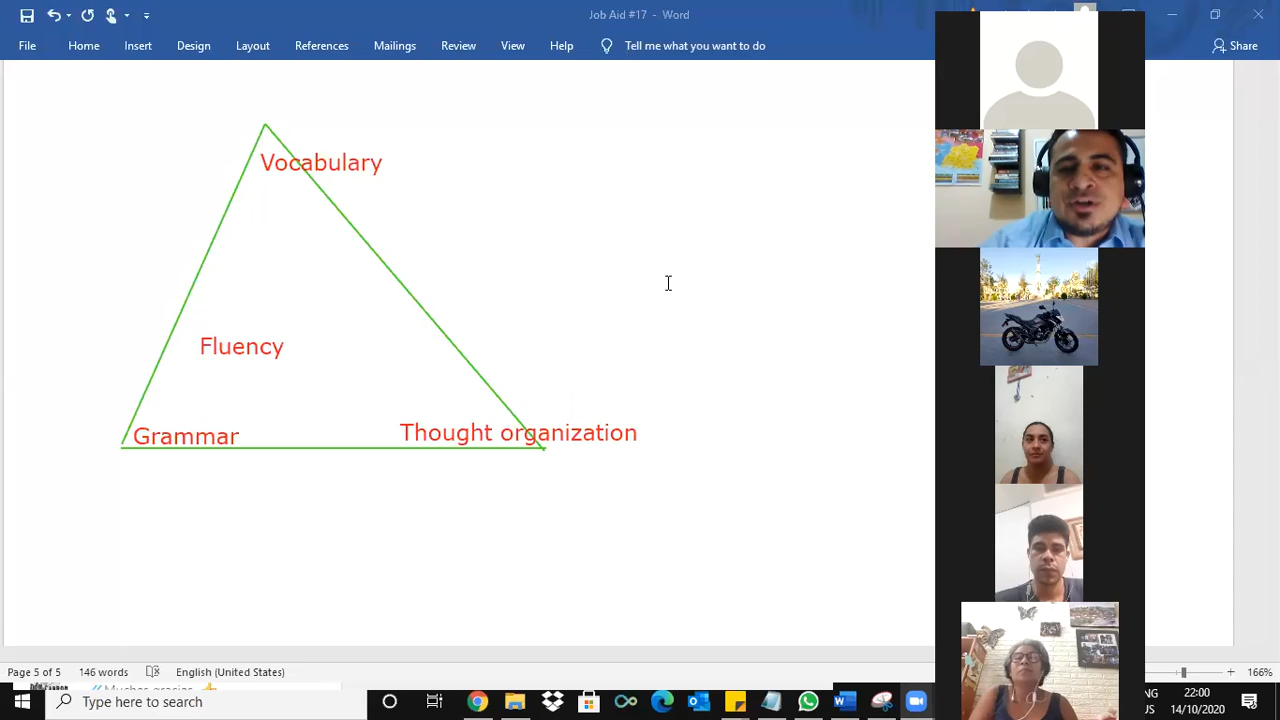 Job Aid #17 - Word
File Home Insert Design Layout References Mailings Review View Help Tell me what you want to do Share
Vocabulary
Fluency
Grammar
Thought organization
Page 5 of 5 146 words English (United States) 166%
Muchas gracias
Type here to search
22:00
14/10/2020